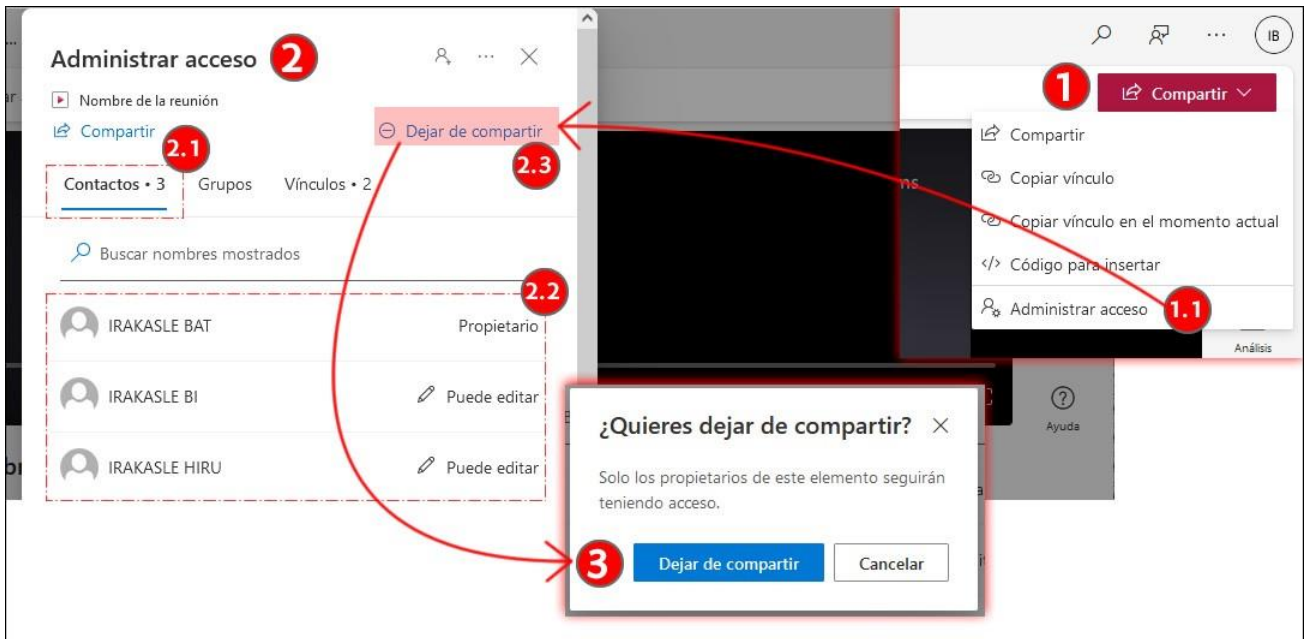 Administrar acceso 2
Nombre de la reunión
Compartir
Dejar de compartir
2.1
2.3
Contactos • 3
Grupos
Vínculos • 2
Buscar nombres mostrados
2.2
IRAKASLE BAT
Propietario
IRAKASLE BI
Puede editar
IRAKASLE HIRU
Puede editar
IB
1
Compartir
Compartir
Copiar vínculo
Copiar vínculo en el momento actual
</> Código para insertar
Administrar acceso 1.1
Análisis
ms
Ayuda
¿Quieres dejar de compartir?
Solo los propietarios de este elemento seguirán
teniendo acceso.
3
Dejar de compartir
Cancelar